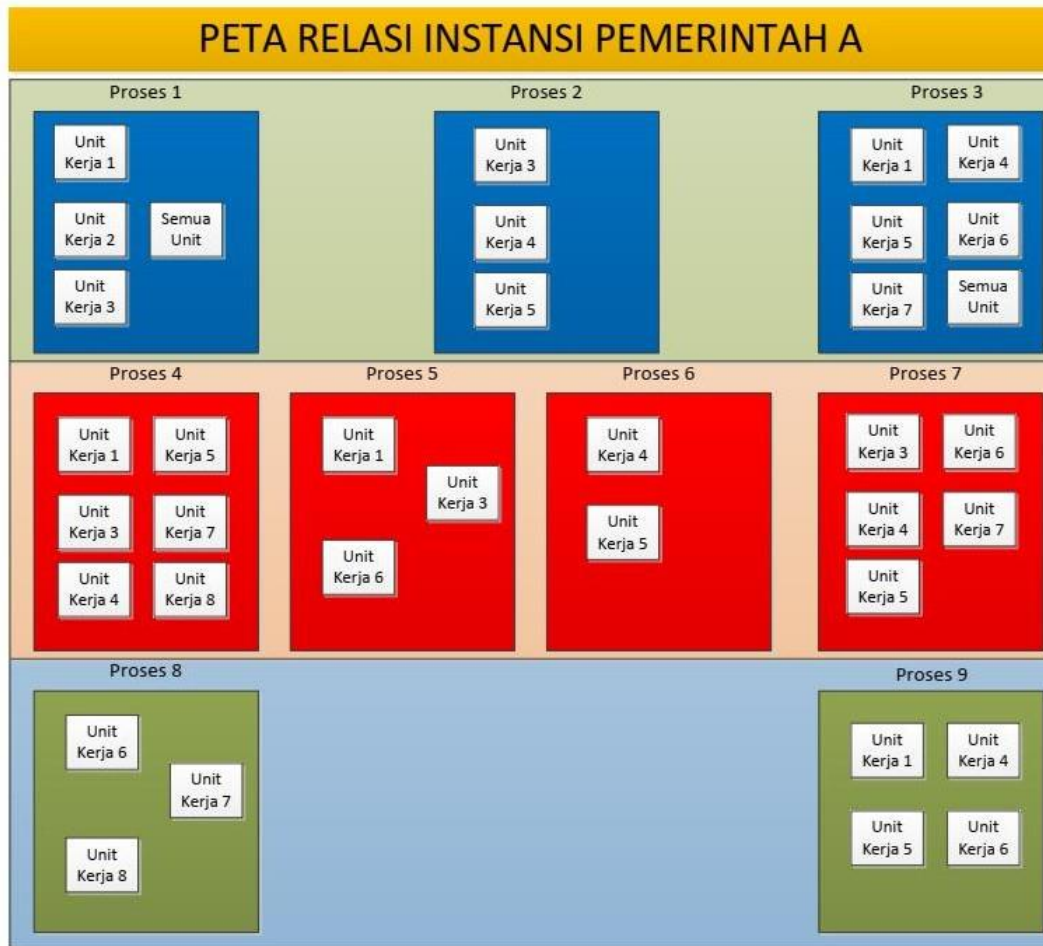 PETA RELASI INSTANSI PEMERINTAH A
Proses 1
Unit
Kerja 1
Unit
Kerja 2
Semua
Unit
Unit
Kerja 3
Proses 2
Unit
Kerja 3
Unit
Kerja 4
Unit
Kerja 5
Proses 3
Unit
Kerja 1
Unit
Kerja 4
Unit
Kerja 5
Unit
Kerja 6
Unit
Kerja 7
Semua
Unit
Proses 4
Unit
Kerja 1
Unit
Kerja 5
Unit
Kerja 3
Unit
Kerja 7
Unit
Kerja 4
Unit
Kerja 8
Proses 5
Unit
Kerja 1
Unit
Kerja 3
Unit
Kerja 6
Proses 6
Unit
Kerja 4
Unit
Kerja 5
Proses 7
Unit
Kerja 3
Unit
Kerja 6
Unit
Kerja 4
Unit
Kerja 7
Unit
Kerja 5
Proses 8
Unit
Kerja 6
Unit
Kerja 7
Unit
Kerja 8
Proses 9
Unit
Kerja 1
Unit
Kerja 4
Unit
Kerja 5
Unit
Kerja 6